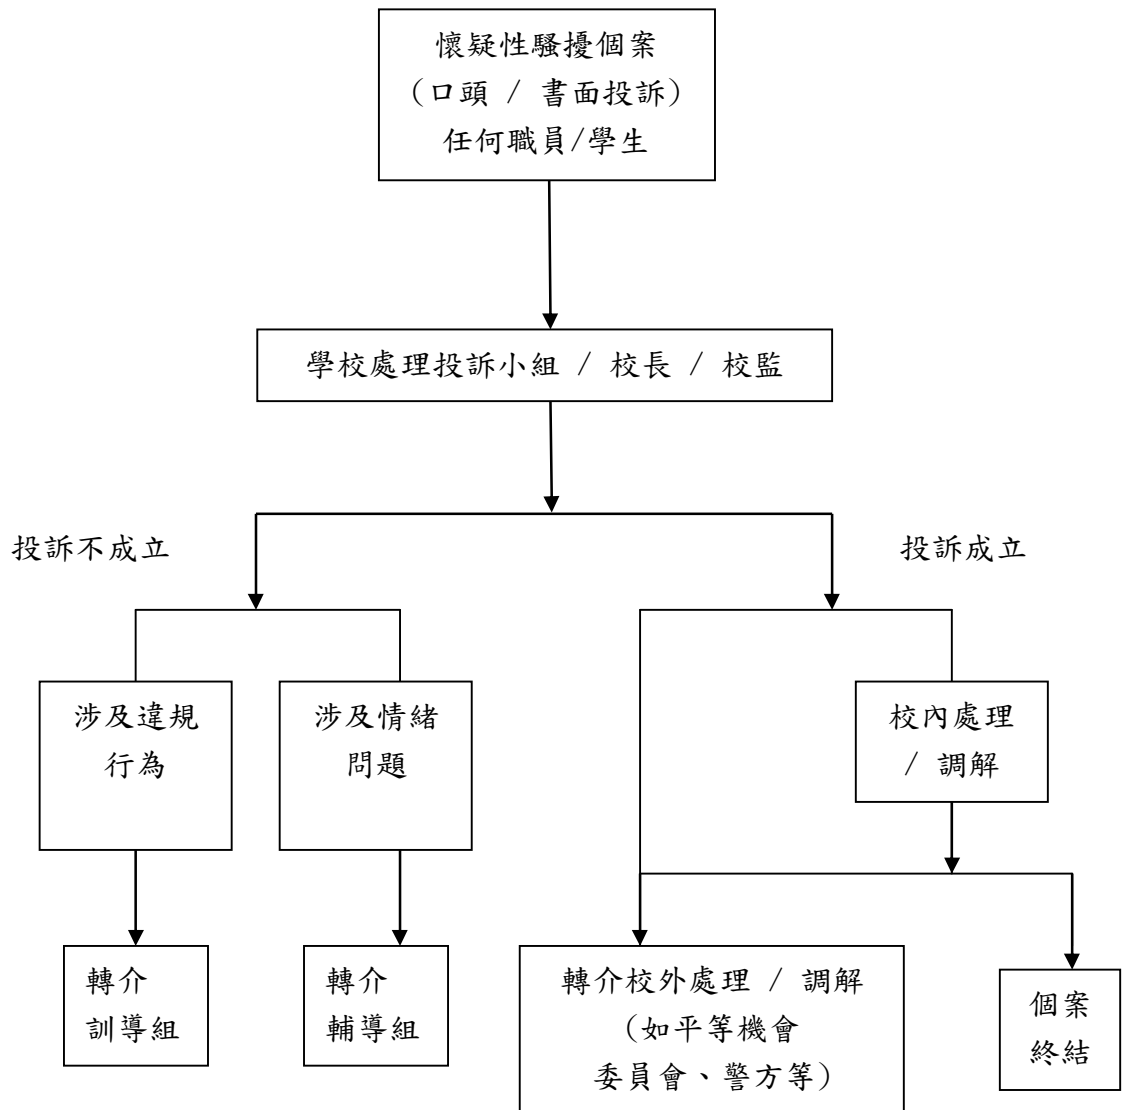 懷疑性騷擾個案
(口頭 / 書面投訴)
任何職員/學生
學校處理投訴小組 / 校長 / 校監
投訴不成立
投訴成立
涉及違規
行為
涉及情緒
問題
校內處理
/ 調解
轉介
訓導組
轉介
輔導組
轉介校外處理 / 調解
(如平等機會
委員會、警方等)
個案
終結